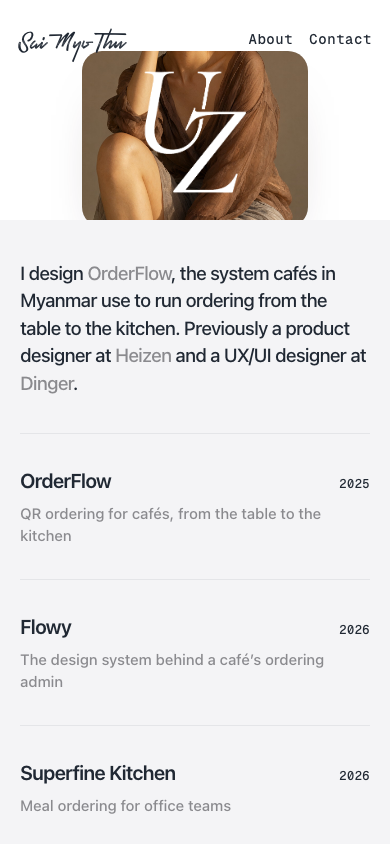 Sai Myo Thu
About Contact
UZ
I design OrderFlow, the system cafés in
Myanmar use to run ordering from the
table to the kitchen. Previously a product
designer at Heizen and a UX/UI designer at
Dinger.
OrderFlow
2025
QR ordering for cafés, from the table to the
kitchen
Flowy
2026
The design system behind a café’s ordering
admin
Superfine Kitchen
2026
Meal ordering for office teams